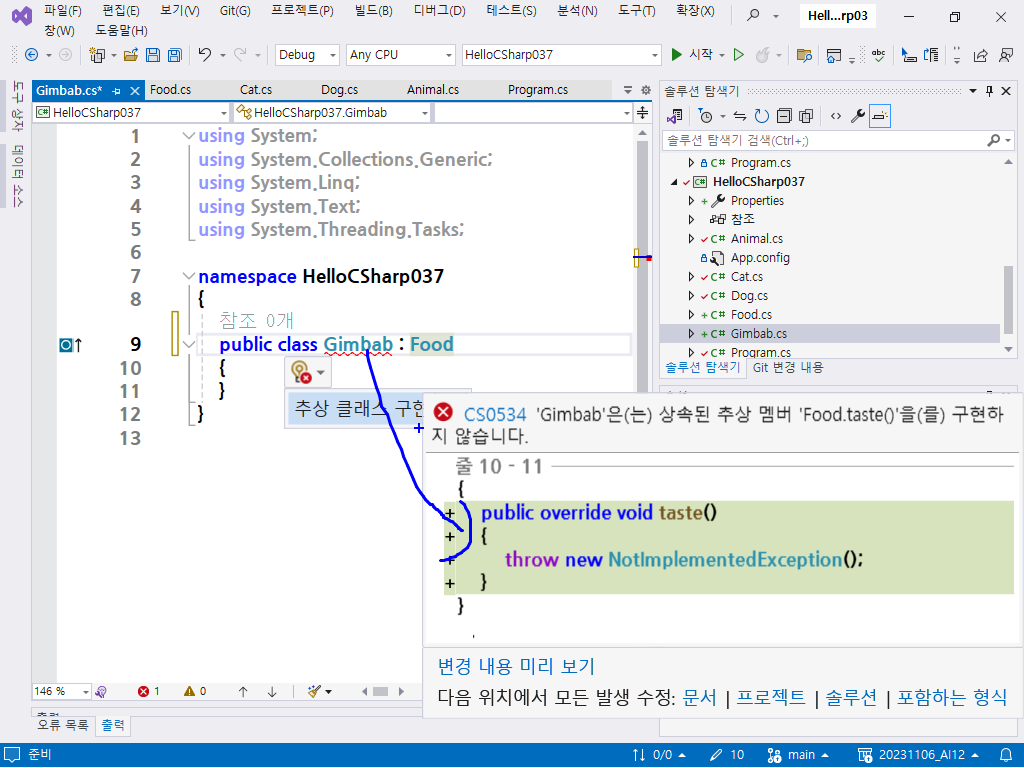 파일(F) 편집(E) 보기(V) Git(G) 프로젝트(P) 빌드(B) 디버그(D) 테스트(S) 분석(N) 도구(T) 확장(X)
창(W) 도움말(H)
Hell...rp03
Debug Any CPU HelloCSharp037 시작
도구 상자
데이터 소스
Gimbab.cs* Food.cs Cat.cs Dog.cs Animal.cs Program.cs
HelloCSharp037 HelloCSharp037.Gimbab
1 using System;
2 using System.Collections.Generic;
3 using System.Linq;
4 using System.Text;
5 using System.Threading.Tasks;
6
7 namespace HelloCSharp037
8 {
참조 0개
9 public class Gimbab : Food
10 {
11 }
12 }
13
추상 클래스 구현
CS0534 'Gimbab'은(는) 상속된 추상 멤버 'Food.taste()'을(를) 구현하
지 않습니다.
줄 10 - 11
{
+ public override void taste()
+ {
+ throw new NotImplementedException();
+ }
}
변경 내용 미리 보기
다음 위치에서 모든 발생 수정: 문서 | 프로젝트 | 솔루션 | 포함하는 형식
솔루션 탐색기
솔루션 탐색기 검색(Ctrl+;)
C# Program.cs
C# HelloCSharp037
Properties
참조
C# Animal.cs
App.config
C# Cat.cs
C# Dog.cs
C# Food.cs
C# Gimbab.cs
C# Program.cs
솔루션 탐색기 Git 변경 내용
146 % 1 0
출력
오류 목록 출력
준비 0/0 10 main 20231106_AI12